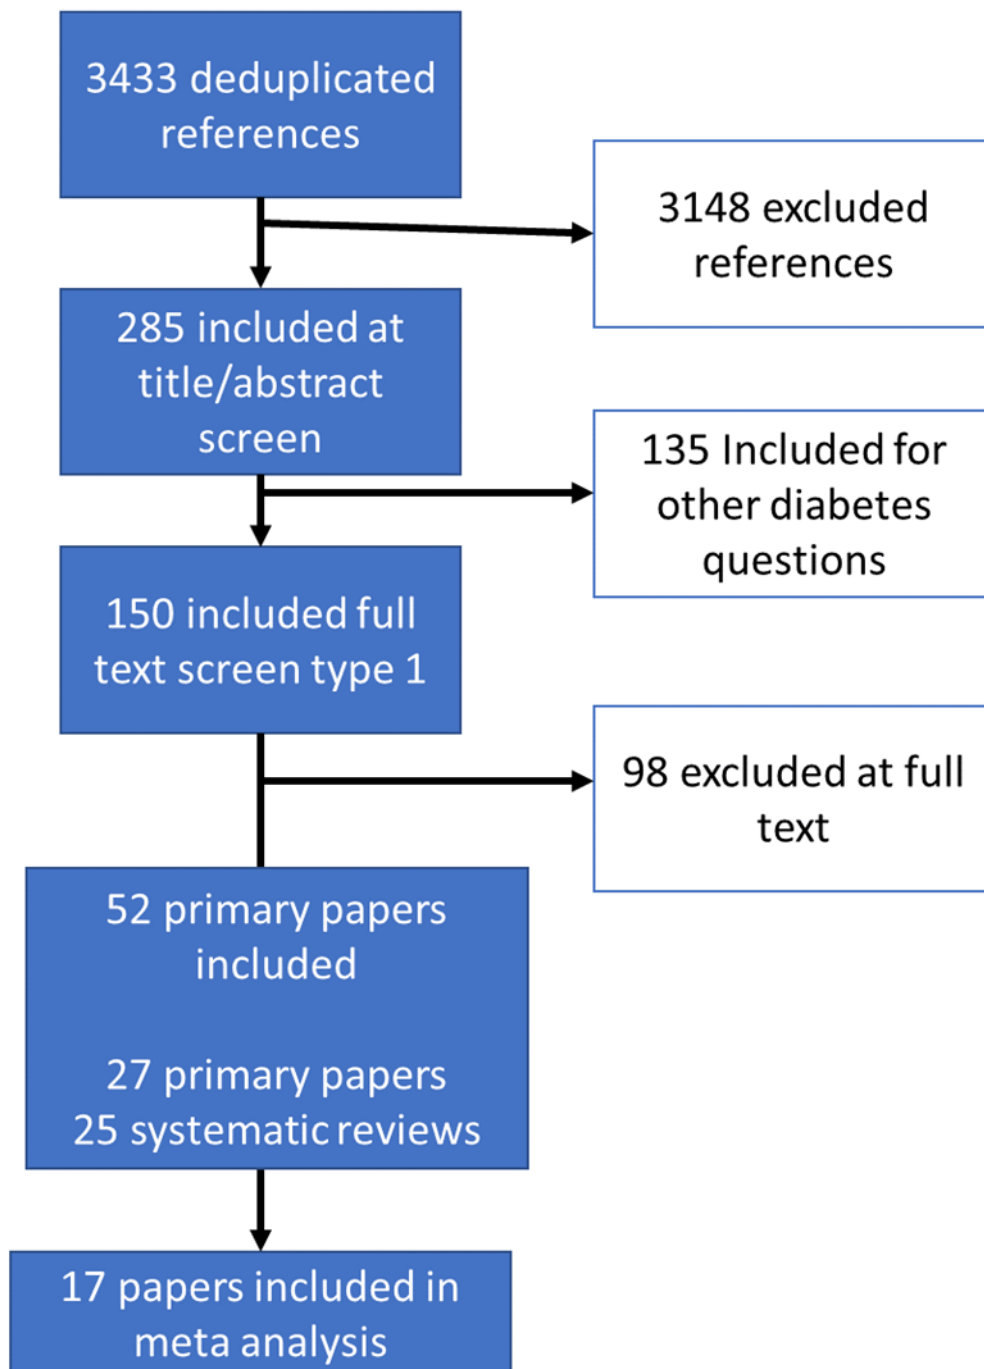 3433 deduplicated
references
3148 excluded
references
285 included at
title/abstract
screen
135 Included for
other diabetes
questions
150 included full
text screen type 1
98 excluded at full
text
52 primary papers
included
27 primary papers
25 systematic reviews
17 papers included in
meta analysis